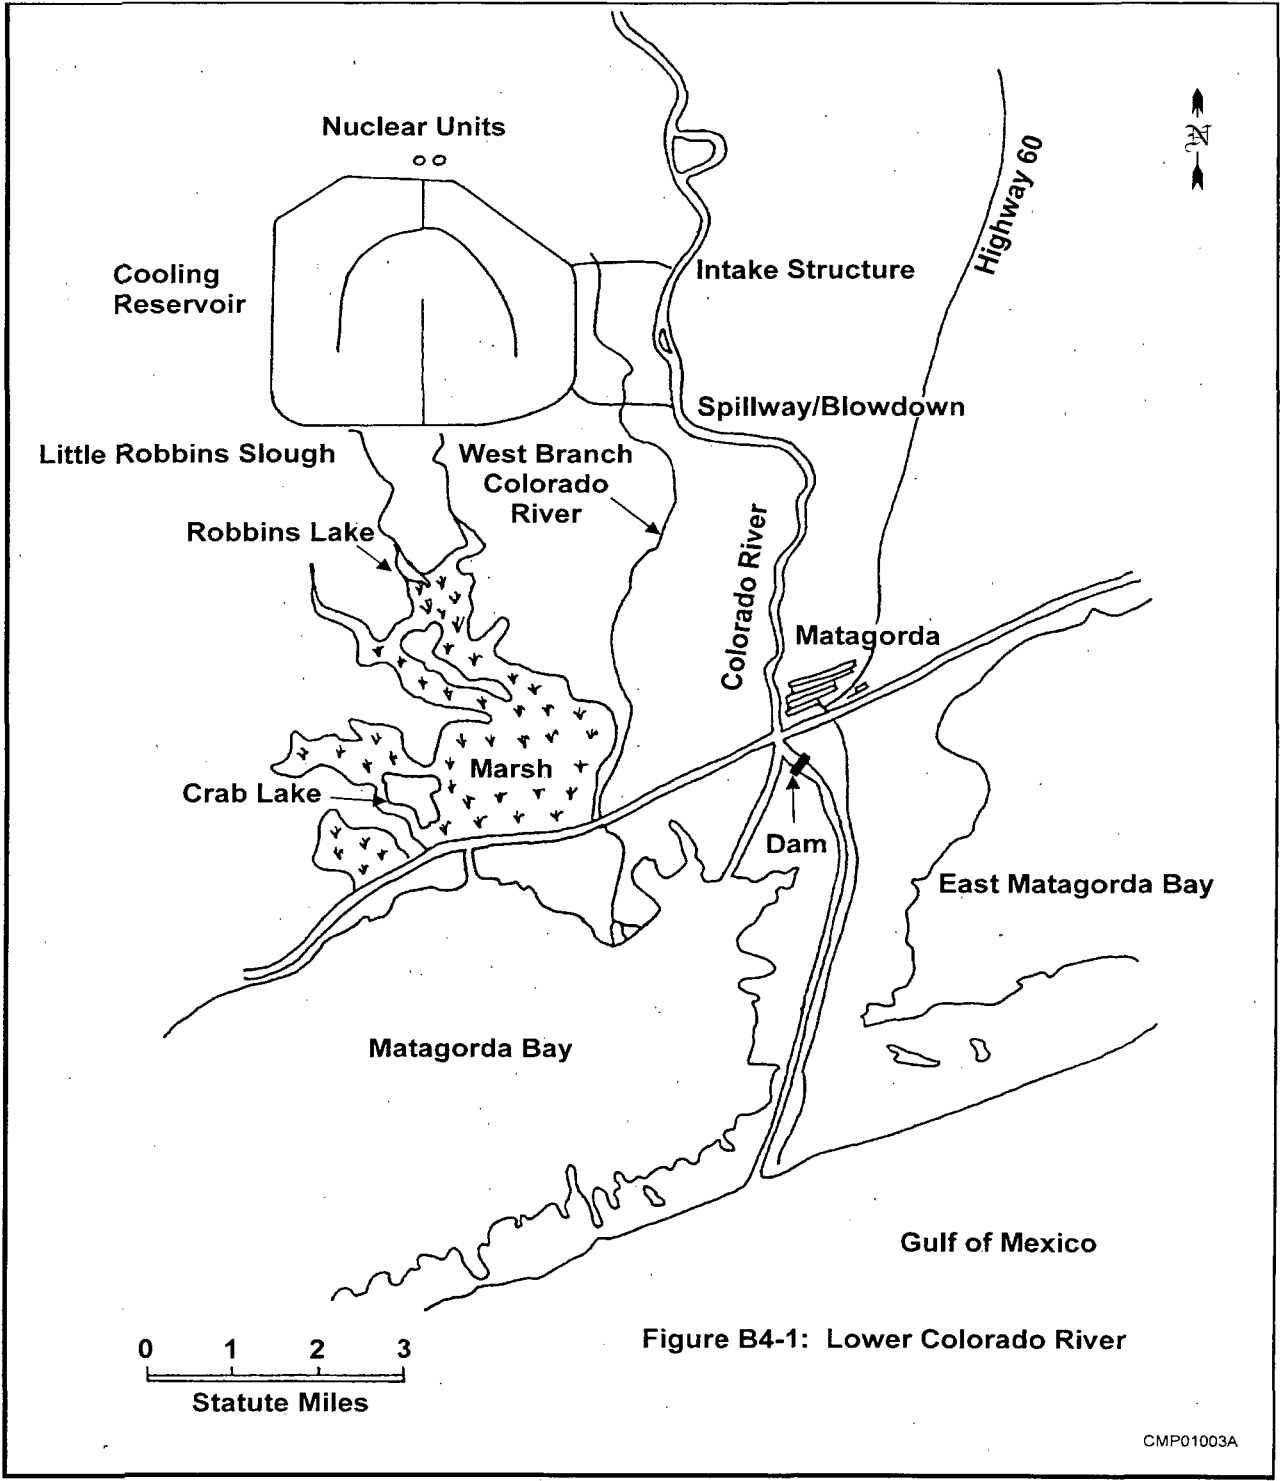 Nuclear Units
N
Highway 60
Cooling
Reservoir
Intake Structure
Spillway/Blowdown
Little Robbins Slough
West Branch
Colorado
River
Robbins Lake
Colorado River
Matagorda
Marsh
Crab Lake
Dam
East Matagorda Bay
Matagorda Bay
Gulf of Mexico
Figure B4-1: Lower Colorado River
0 1 2 3
Statute Miles
CMP01003A